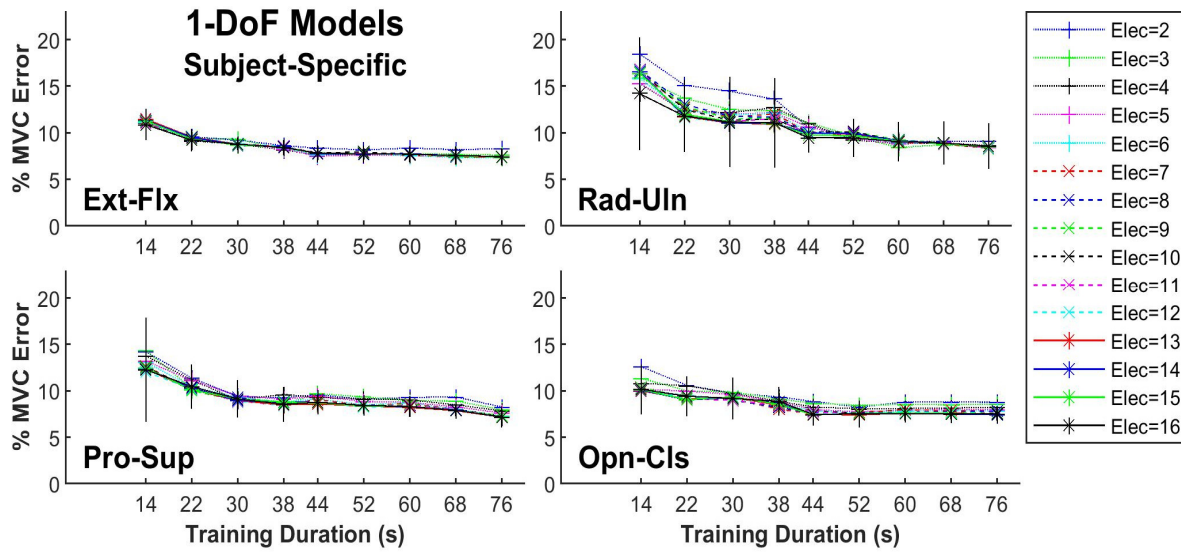 1-DoF Models
Subject-Specific
% MVC Error
20
15
10
5
0
Ext-Flx
14 22 30 38 44 52 60 68 76
20
15
10
5
0
Rad-Uln
14 22 30 38 44 52 60 68 76
% MVC Error
20
15
10
5
0
Pro-Sup
14 22 30 38 44 52 60 68 76
Training Duration (s)
20
15
10
5
0
Opn-Cls
14 22 30 38 44 52 60 68 76
Training Duration (s)
Elec=2
Elec=3
Elec=4
Elec=5
Elec=6
Elec=7
Elec=8
Elec=9
Elec=10
Elec=11
Elec=12
Elec=13
Elec=14
Elec=15
Elec=16